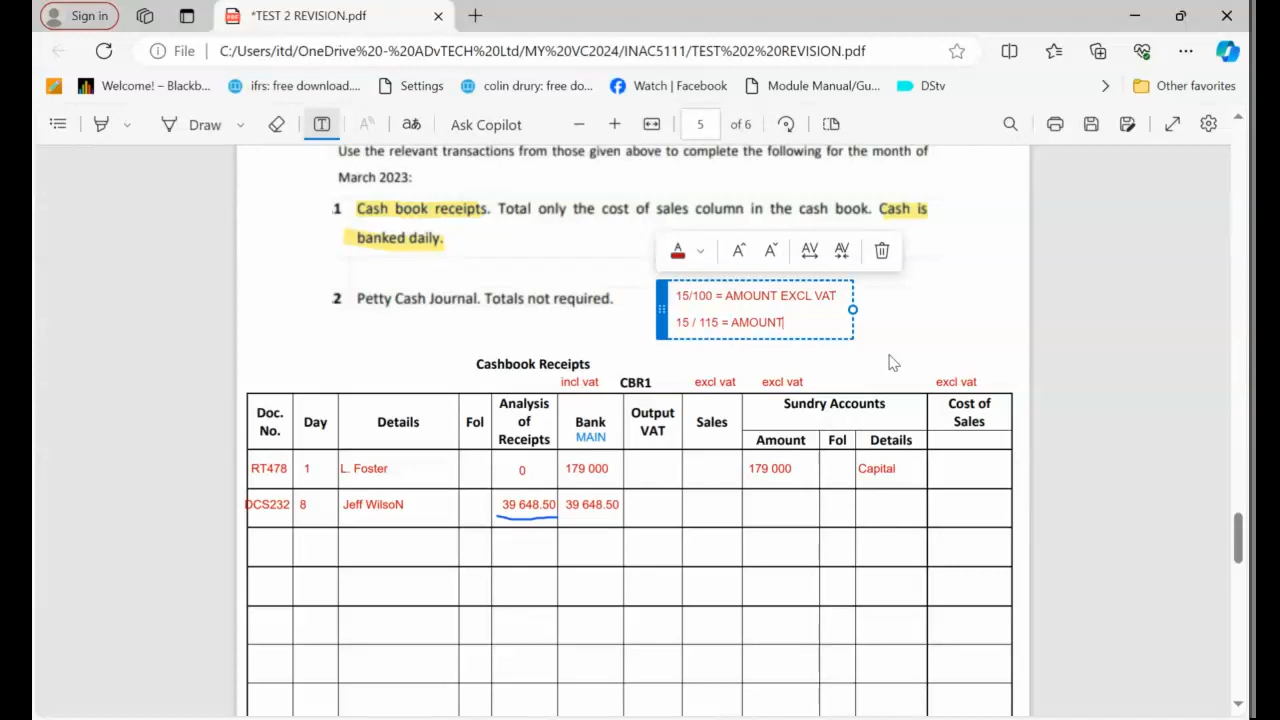 Sign in
*TEST 2 REVISION.pdf
File
C:/Users/itd/OneDrive%20-%20ADvTECH%20Ltd/MY%20VC2024/INAC5111/TEST%202%20REVISION.pdf
Welcome! – Blackb...
ifrs: free download....
Settings
colin drury: free do...
Watch | Facebook
Module Manual/Gu...
DStv
Other favorites
Draw
aあ
Ask Copilot
5
of 6
Use the relevant transactions from those given above to complete the following for the month of
March 2023:
.1 Cash book receipts. Total only the cost of sales column in the cash book. Cash is
banked daily.
.2 Petty Cash Journal. Totals not required.
15/100 = AMOUNT EXCL VAT
15 / 115 = AMOUNT
Cashbook Receipts
incl vat CBR1 excl vat excl vat excl vat
Doc. No. Day Details Fol Analysis of Receipts Bank MAIN Output VAT Sales Sundry Accounts Cost of Sales
Amount Fol Details
RT478 1 L. Foster 0 179 000 179 000 Capital
DCS232 8 Jeff WilsoN 39 648.50 39 648.50